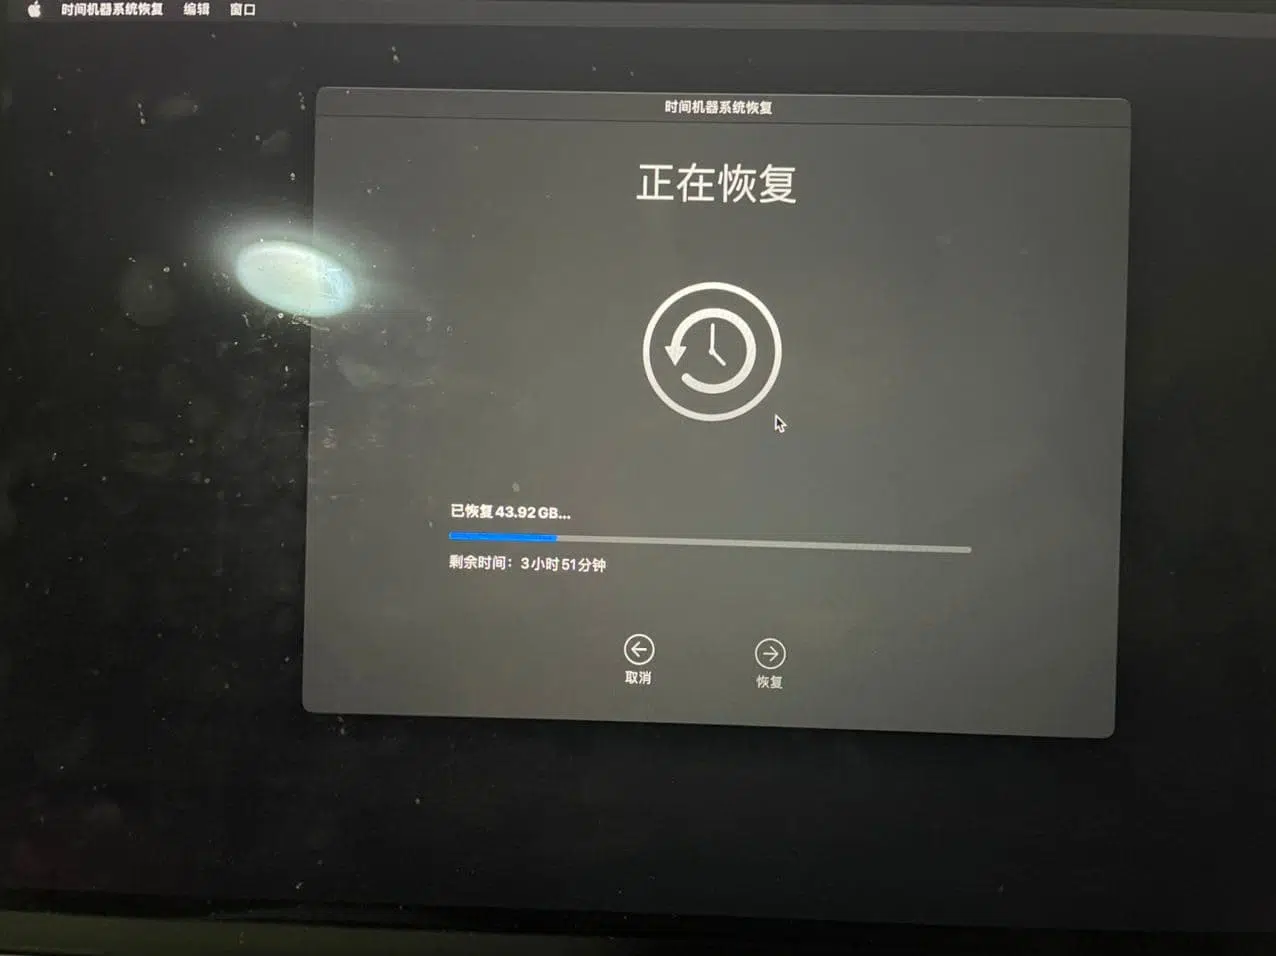 时间机器系统恢复 编辑 窗口
时间机器系统恢复
正在恢复
已恢复 43.92 GB...
剩余时间：3小时51分钟
取消 恢复